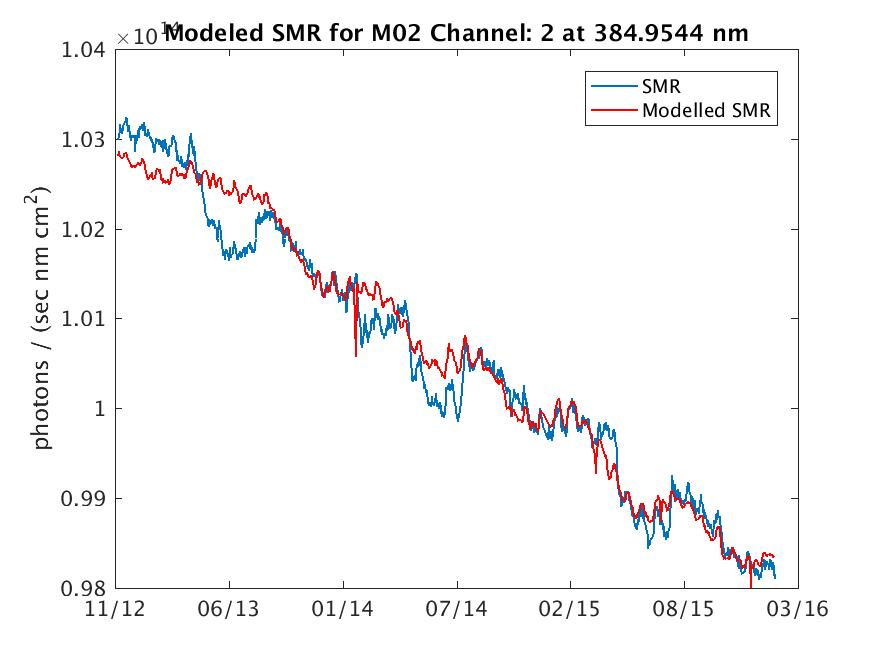 ×10^14
Modeled SMR for M02 Channel: 2 at 384.9544 nm
1.04
1.03
1.02
1.01
1
0.99
0.98
photons / (sec nm cm²)
SMR
Modelled SMR
11/12 06/13 01/14 07/14 02/15 08/15 03/16